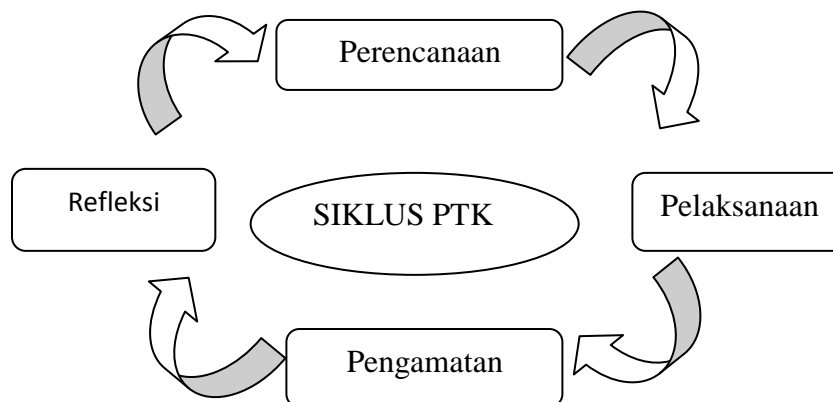 Perencanaan
Refleksi
SIKLUS PTK
Pelaksanaan
Pengamatan